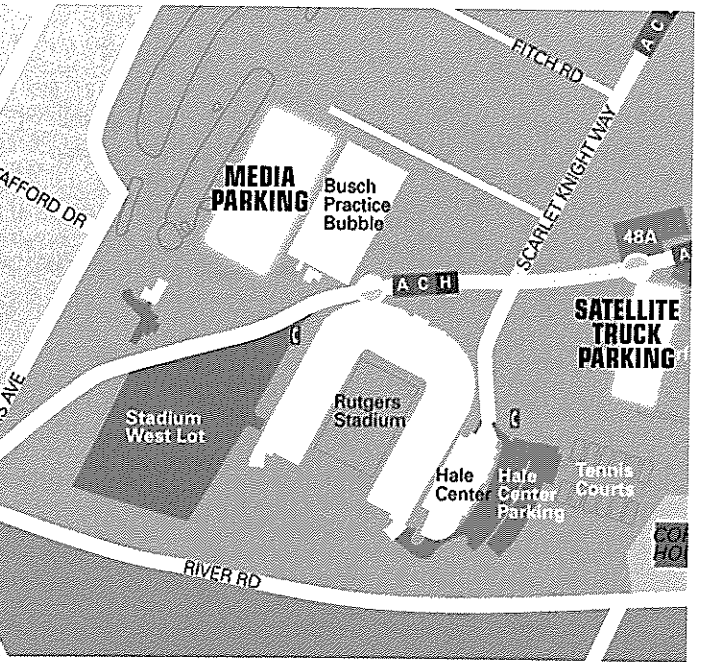 A C
FITCH RD
SCARLET KNIGHT WAY
MEDIA
PARKING
Busch
Practice
Bubble
AFFORD DR
48A
A C H
A
SATELLITE
TRUCK
PARKING
C
S AVE
Stadium
West Lot
Rutgers
Stadium
C
Hale
Center
Hale
Center
Parking
Tennis
Courts
RIVER RD